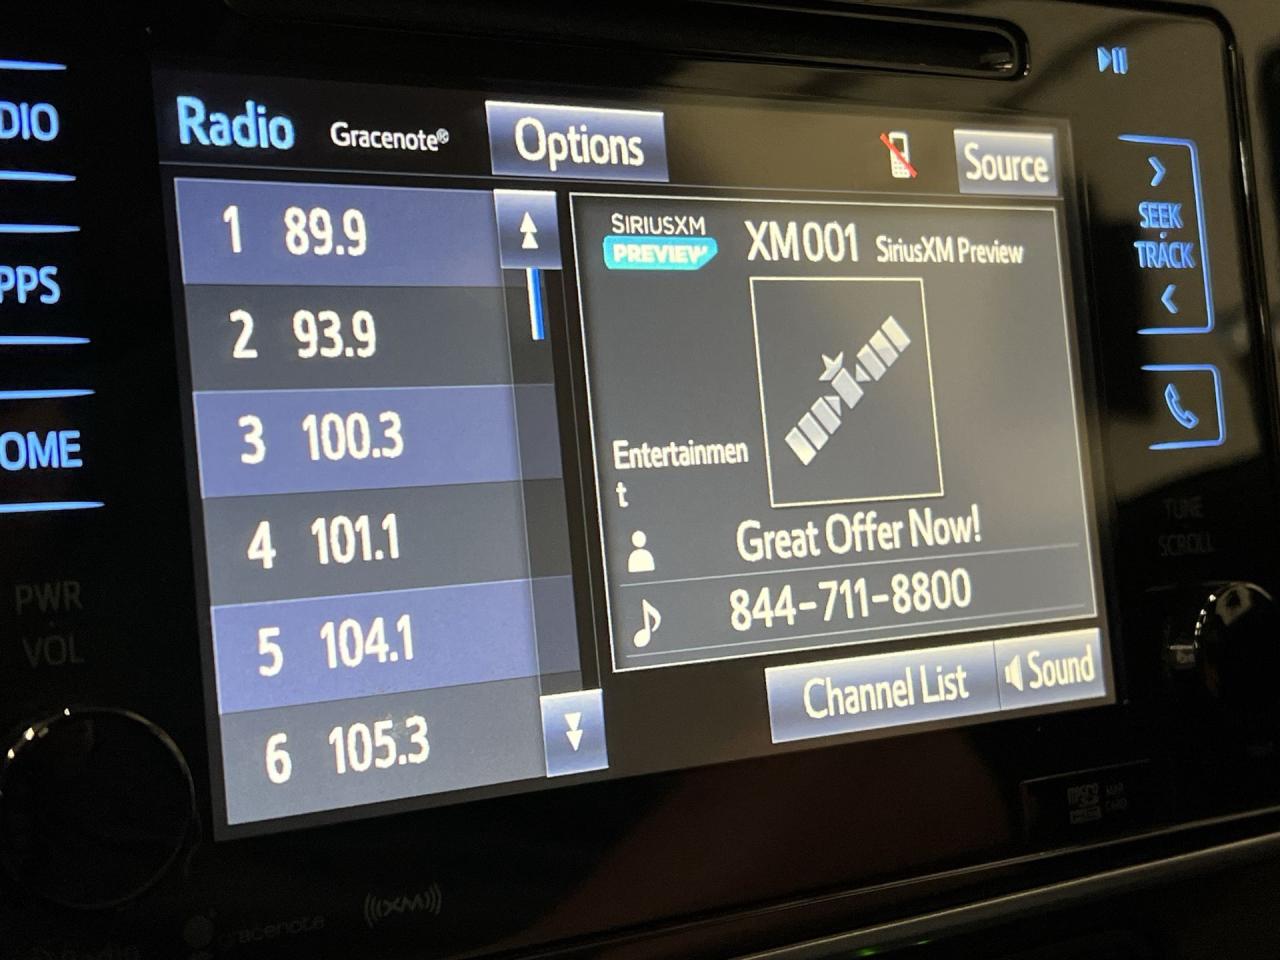 DIO
PPS
OME
PWR
VOL
Radio
Gracenote®
Options
Source
1 89.9
2 93.9
3 100.3
4 101.1
5 104.1
6 105.3
SIRIUSXM
PREVIEW
XM001 SiriusXM Preview
Entertainmen
t
Great Offer Now!
844-711-8800
Channel List
Sound
SEEK
TRACK
TUNE
SCROLL
gracenote
((XM))